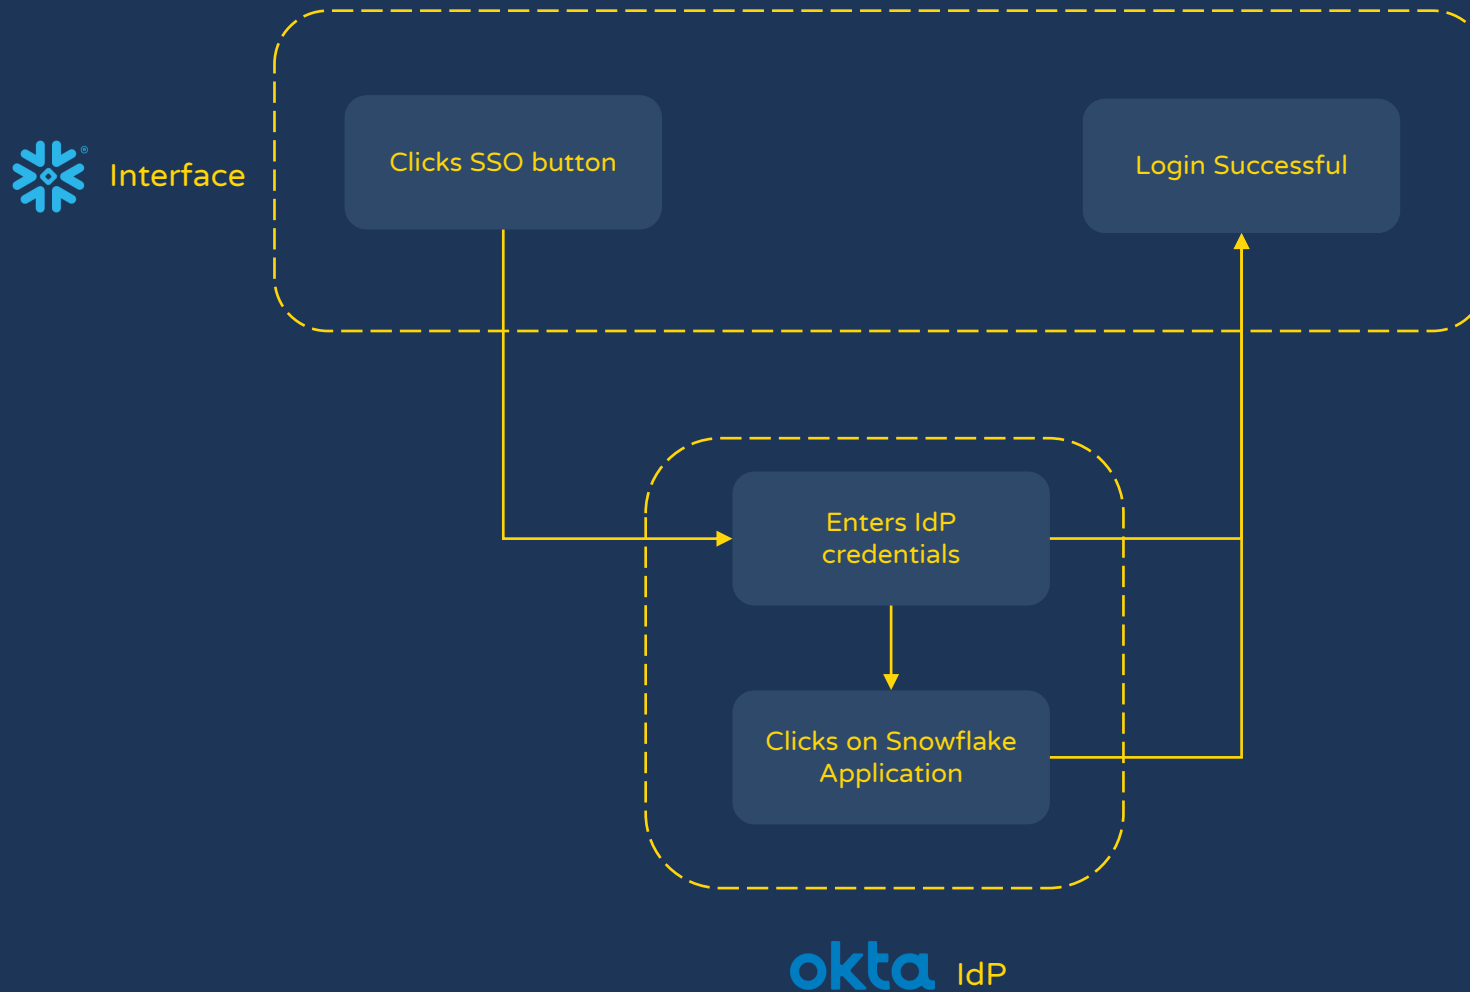 Clicks SSO button
Login Successful
® Interface
Enters IdP
credentials
Clicks on Snowflake
Application
okta IdP